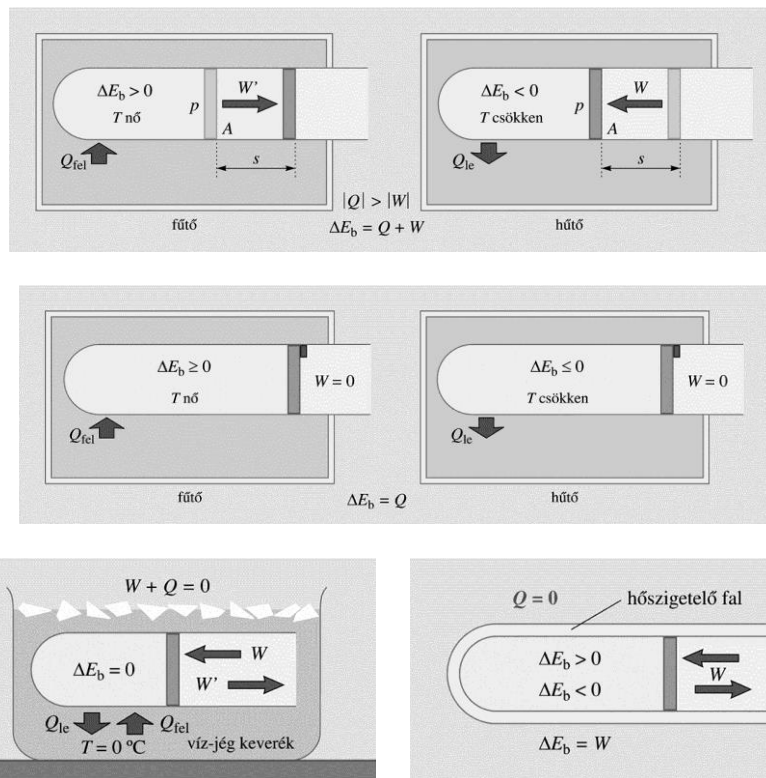 ΔE_b > 0
T nő
p
W'
A
Q_fel
s
fűtő
|Q| > |W|
ΔE_b = Q + W
ΔE_b < 0
T csökken
p
W
A
Q_le
s
hűtő
ΔE_b ≥ 0
T nő
W = 0
Q_fel
fűtő
ΔE_b = Q
ΔE_b ≤ 0
T csökken
W = 0
Q_le
hűtő
W + Q = 0
ΔE_b = 0
W
W'
Q_le
Q_fel
T = 0 ºC
víz-jég keverék
Q = 0
hőszigetelő fal
ΔE_b > 0
ΔE_b < 0
W
ΔE_b = W